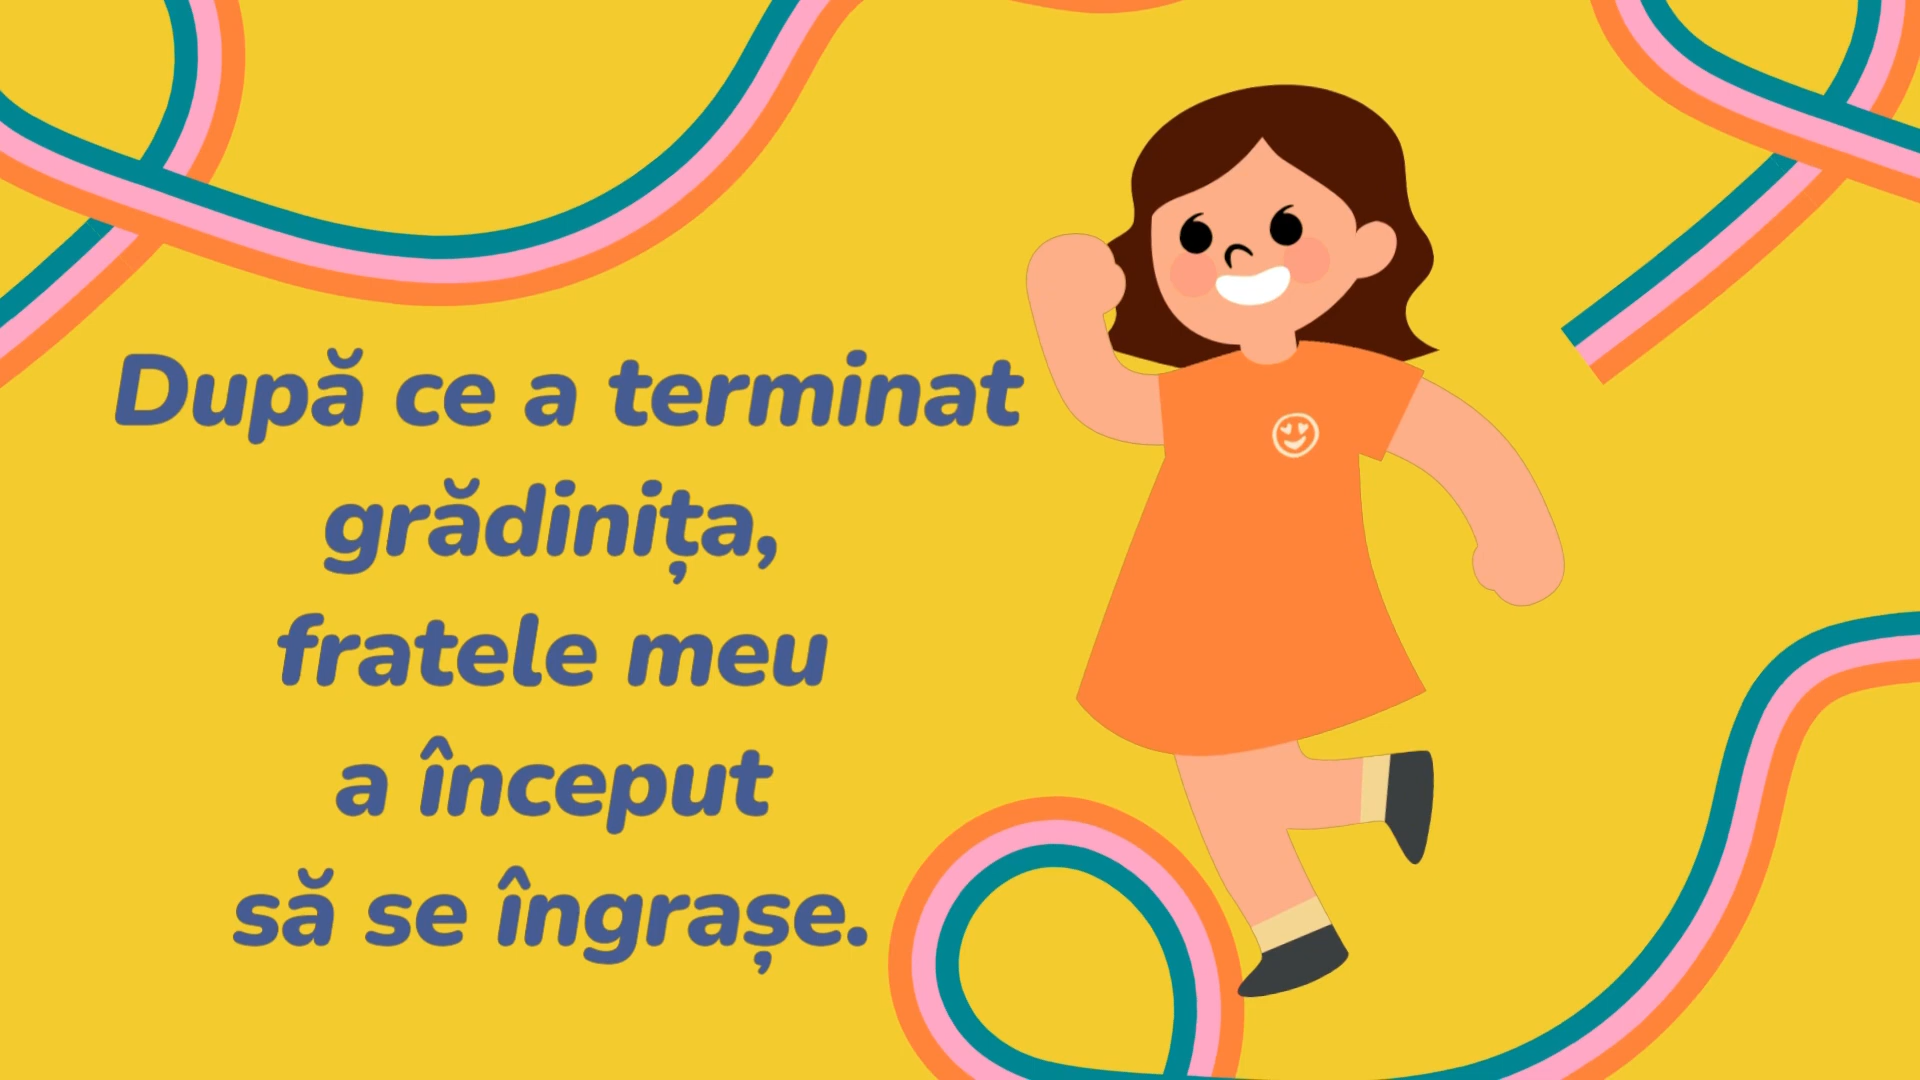 După ce a terminat
grădinița,
fratele meu
a început
să se îngrașe.